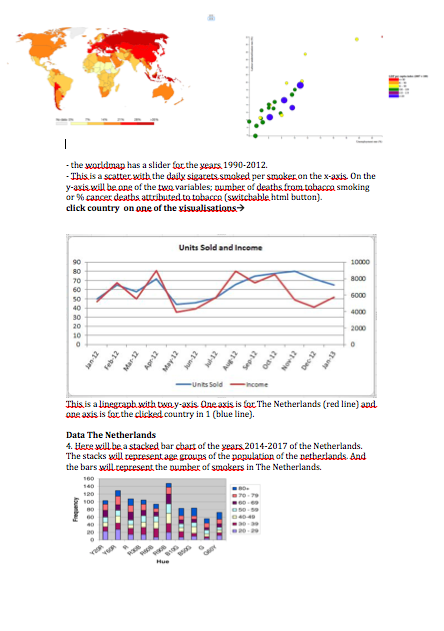 - the worldmap has a slider for the years 1990-2012.
- This is a scatter with the daily sigarets smoked per smoker on the x-axis. On the
y-axis will be one of the two variables; number of deaths from tobacco smoking
or % cancer deaths attributed to tobacco (switchable html button).
click country on one of the visualisations→
Units Sold and Income
90 10000
80
70 8000
60
50 6000
40
30 4000
20 2000
10
0 0
Jan-12 Feb-12 Mar-12 Apr-12 May-12 Jun-12 Jul-12 Aug-12 Sep-12 Oct-12 Nov-12 Dec-12 Jan-13
Units Sold Income
This is a linegraph with two y-axis. One axis is for The Netherlands (red line) and
one axis is for the clicked country in 1 (blue line).
Data The Netherlands
4. Here will be a stacked bar chart of the years 2014-2017 of the Netherlands.
The stacks will represent age groups of the population of the netherlands. And
the bars will represent the number of smokers in The Netherlands.
Frequency
160
140
120
100
80
60
40
20
0
80+
70 - 79
60 - 69
50 - 59
40-49
30 - 39
20 - 29
Hue